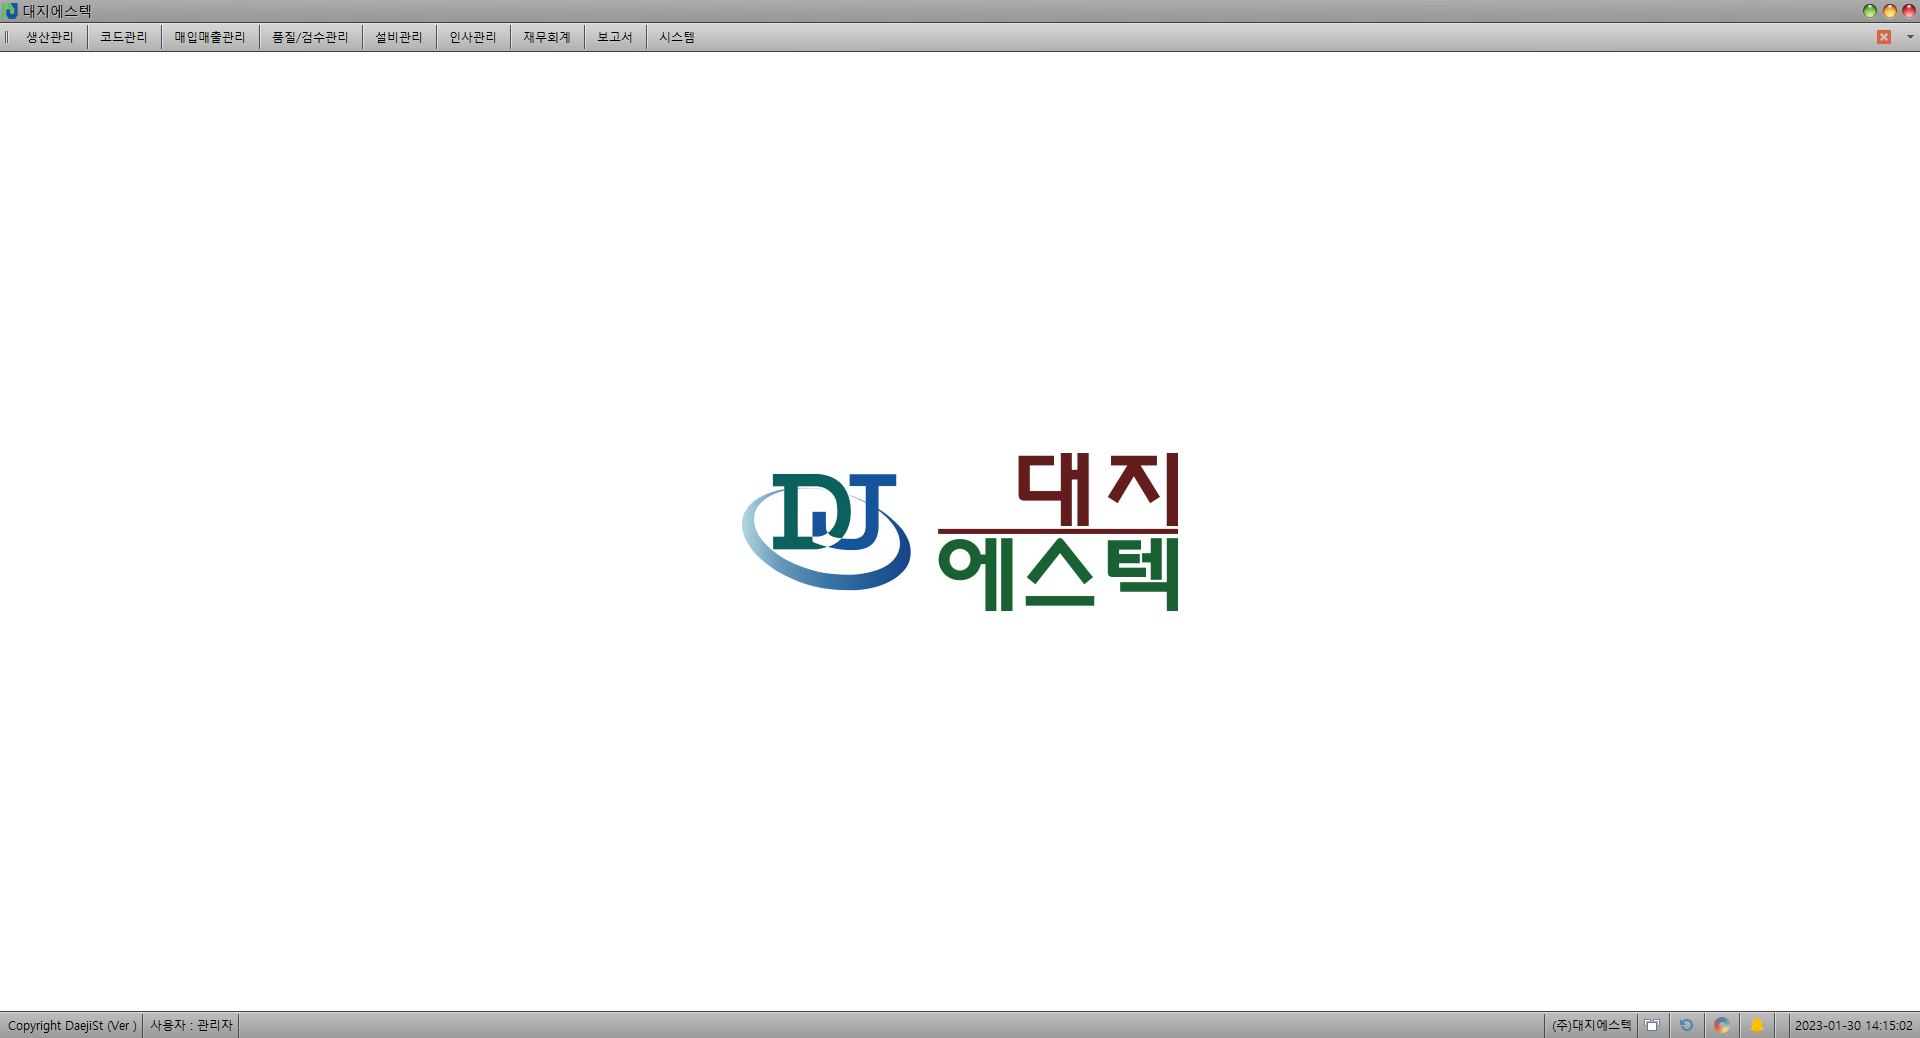 대지에스텍
생산관리 코드관리 매입매출관리 품질/검수관리 설비관리 인사관리 재무회계 보고서 시스템
DJ
대지
에스텍
Copyright DaejiSt (Ver ) 사용자 : 관리자 (주)대지에스텍 2023-01-30 14:15:02